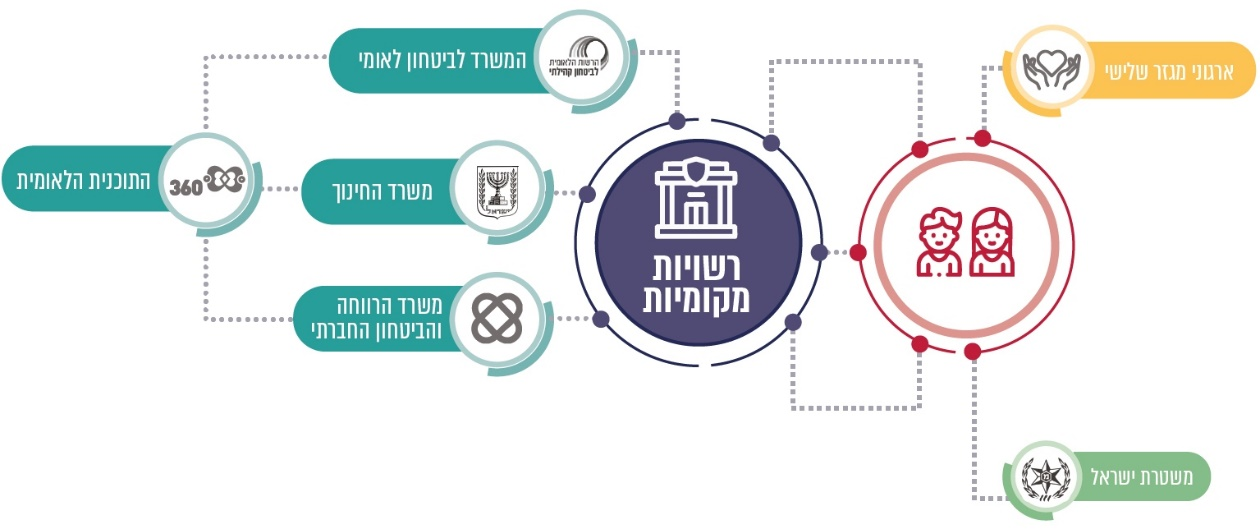 ארגוני מגזר שלישי
המשרד לביטחון לאומי
הרשות הלאומית
לביטחון קהילתי
התוכנית הלאומית
360°
משרד החינוך
ישראל
משרד הרווחה
והביטחון החברתי
רשויות
מקומיות
משטרת ישראל